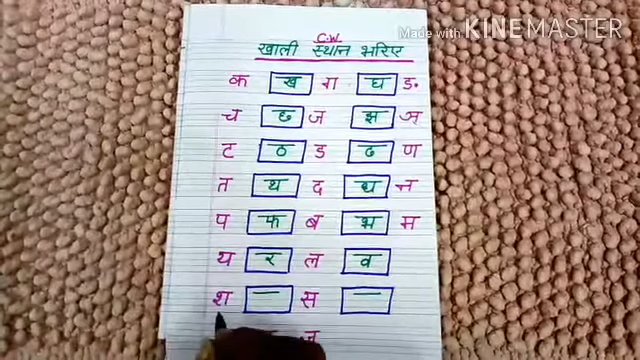 Made with KINEMASTER
C.W
खाली स्थान भरिए
क ख ग घ ङ
च छ ज झ ञ
ट ठ ड ढ ण
त थ द ध न
प फ ब भ म
य र ल व
श स